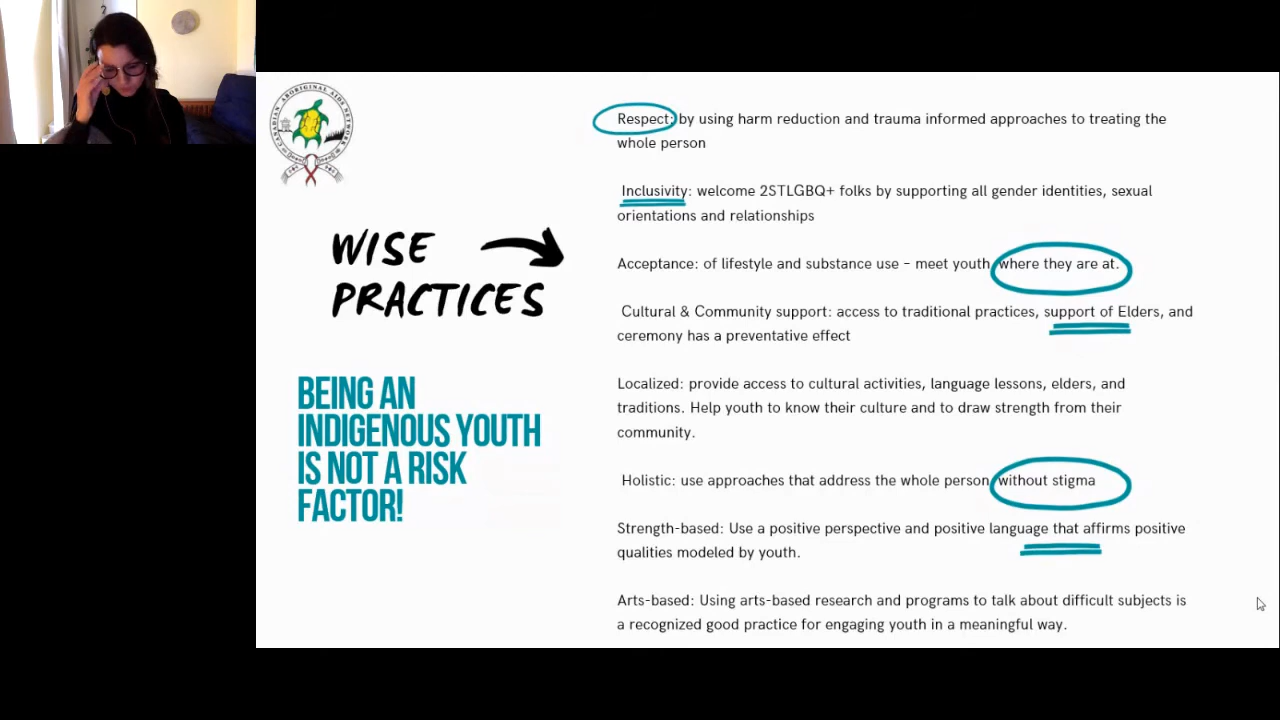 CANADIAN ABORIGINAL AIDS NETWORK
WISE
PRACTICES
BEING AN
INDIGENOUS YOUTH
IS NOT A RISK
FACTOR!
Respect: by using harm reduction and trauma informed approaches to treating the
whole person
Inclusivity: welcome 2STLGBQ+ folks by supporting all gender identities, sexual
orientations and relationships
Acceptance: of lifestyle and substance use – meet youth where they are at.
Cultural & Community support: access to traditional practices, support of Elders, and
ceremony has a preventative effect
Localized: provide access to cultural activities, language lessons, elders, and
traditions. Help youth to know their culture and to draw strength from their
community.
Holistic: use approaches that address the whole person without stigma
Strength-based: Use a positive perspective and positive language that affirms positive
qualities modeled by youth.
Arts-based: Using arts-based research and programs to talk about difficult subjects is
a recognized good practice for engaging youth in a meaningful way.